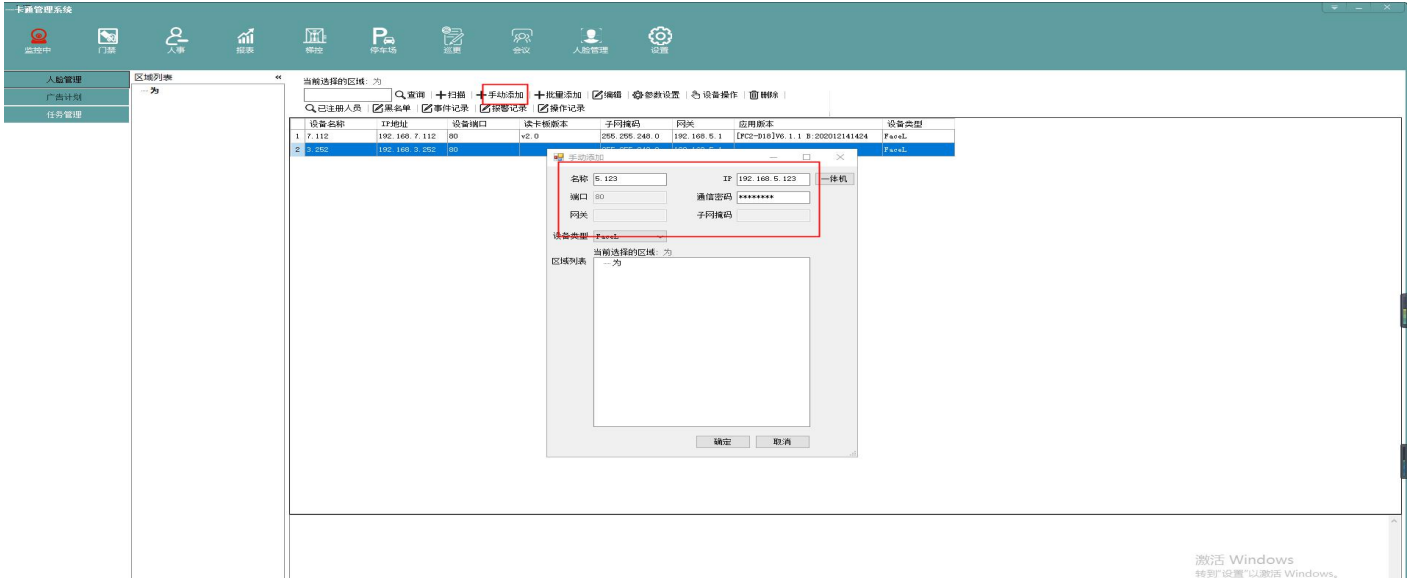 一卡通管理系统
监控中 门禁 人事 报表 梯控 停车场 巡更 会议 人脸管理 设置
人脸管理
广告计划
任务管理
区域列表 «
为
当前选择的区域: 为
查询 扫描 手动添加 批量添加 编辑 参数设置 设备操作 删除
已注册人员 黑名单 事件记录 报警记录 操作记录
设备名称 IP地址 设备端口 读卡板版本 子网掩码 网关 应用版本 设备类型
1 7.112 192.168.7.112 80 v2.0 255.255.248.0 192.168.5.1 [FC2-D18]V6.1.1 B:202012141424 FaceL
2 3.252 192.168.3.252 80 FaceL
手动添加
名称 5.123 IP 192.168.5.123 一体机
端口 80 通信密码 ********
网关 子网掩码
设备类型 FaceL
当前选择的区域: 为
区域列表
为
确定 取消
激活 Windows
转到"设置"以激活 Windows。